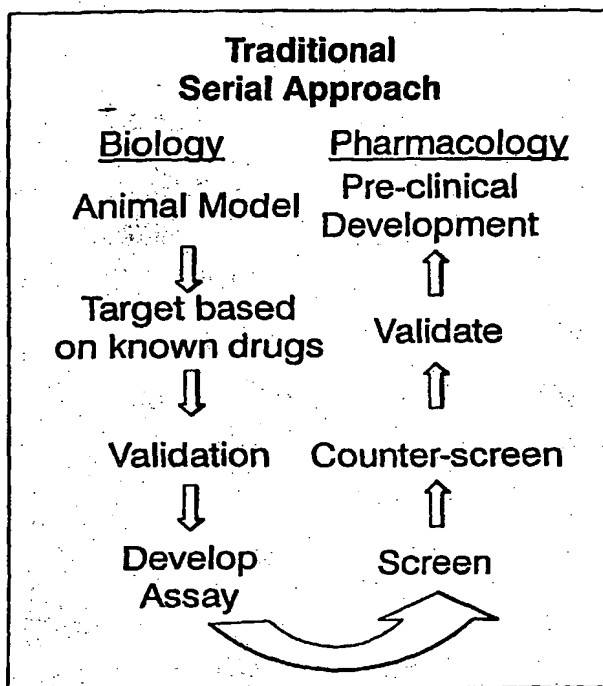 Traditional
Serial Approach
Biology
Animal Model
Target based
on known drugs
Validation
Develop
Assay
Pharmacology
Pre-clinical
Development
Validate
Counter-screen
Screen